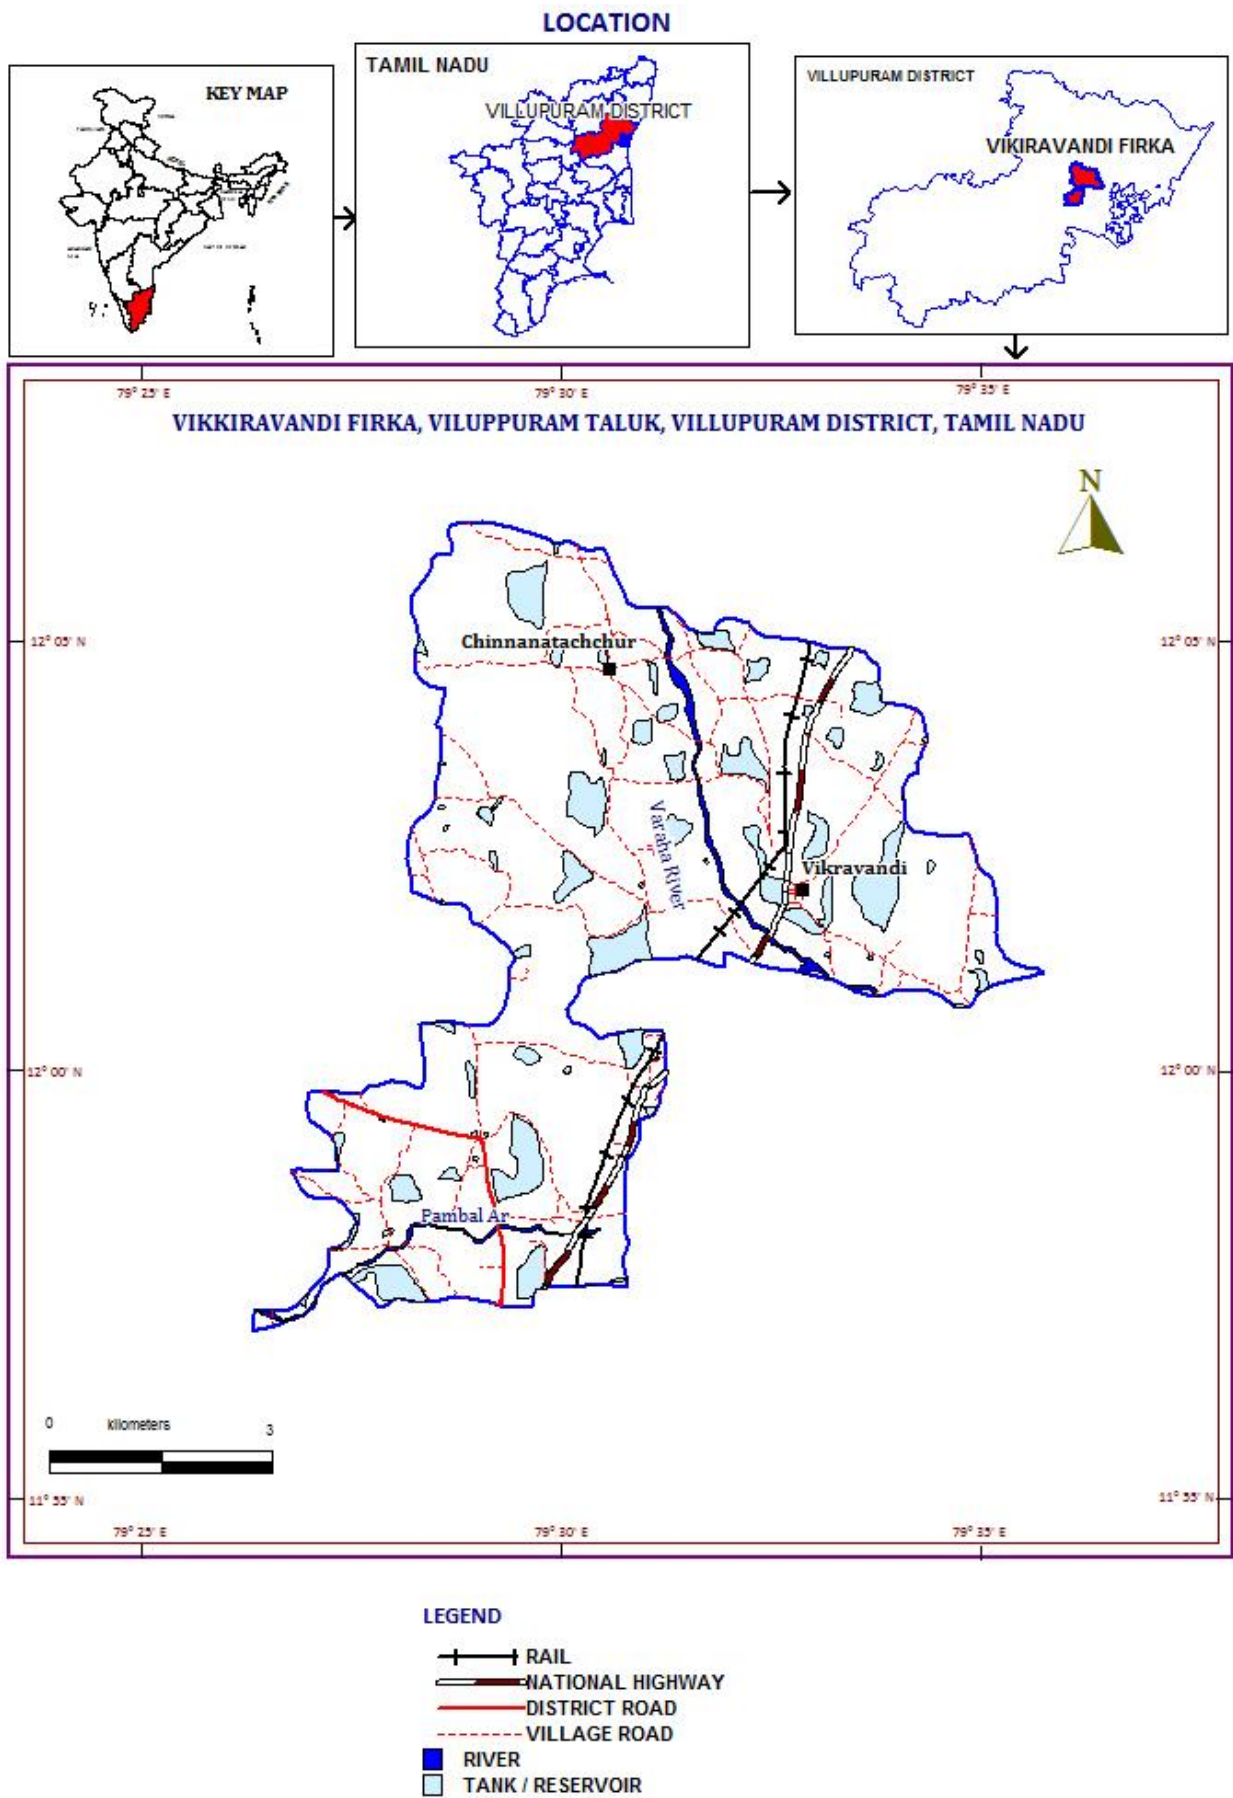 LOCATION
KEY MAP
TAMIL NADU
VILLUPURAM DISTRICT
VILLUPURAM DISTRICT
VIKIRAVANDI FIRKA
79° 25' E
79° 30' E
79° 35' E
VIKKIRAVANDI FIRKA, VILUPPURAM TALUK, VILLUPURAM DISTRICT, TAMIL NADU
N
12° 05' N
Chinnanatachchur
12° 05' N
Varaha River
Vikravandi
12° 00' N
12° 00' N
Pambal Ar
0 kilometers 3
11° 55' N
11° 55' N
79° 25' E
79° 30' E
79° 35' E
LEGEND
RAIL
NATIONAL HIGHWAY
DISTRICT ROAD
VILLAGE ROAD
RIVER
TANK / RESERVOIR